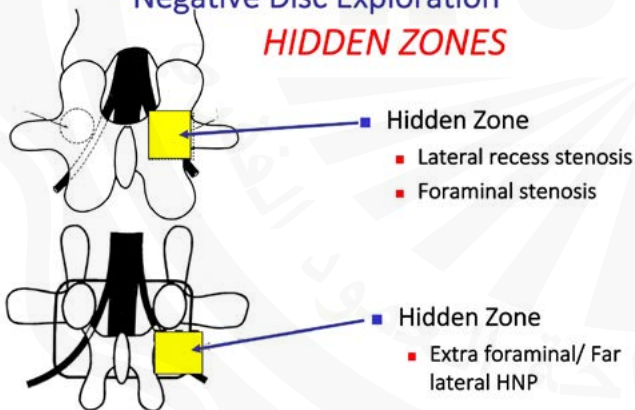 Negative Disc Exploration
HIDDEN ZONES
Hidden Zone
Lateral recess stenosis
Foraminal stenosis
Hidden Zone
Extra foraminal/ Far
lateral HNP